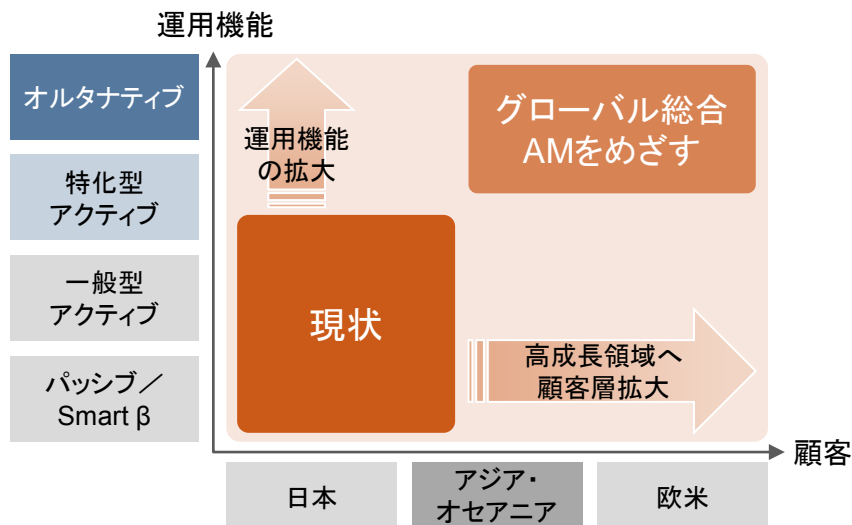 運用機能
オルタナティブ
特化型
アクティブ
一般型
アクティブ
パッシブ／
Smart β
運用機能
の拡大
グローバル総合
AMをめざす
現状
高成長領域へ
顧客層拡大
顧客
日本
アジア・
オセアニア
欧米